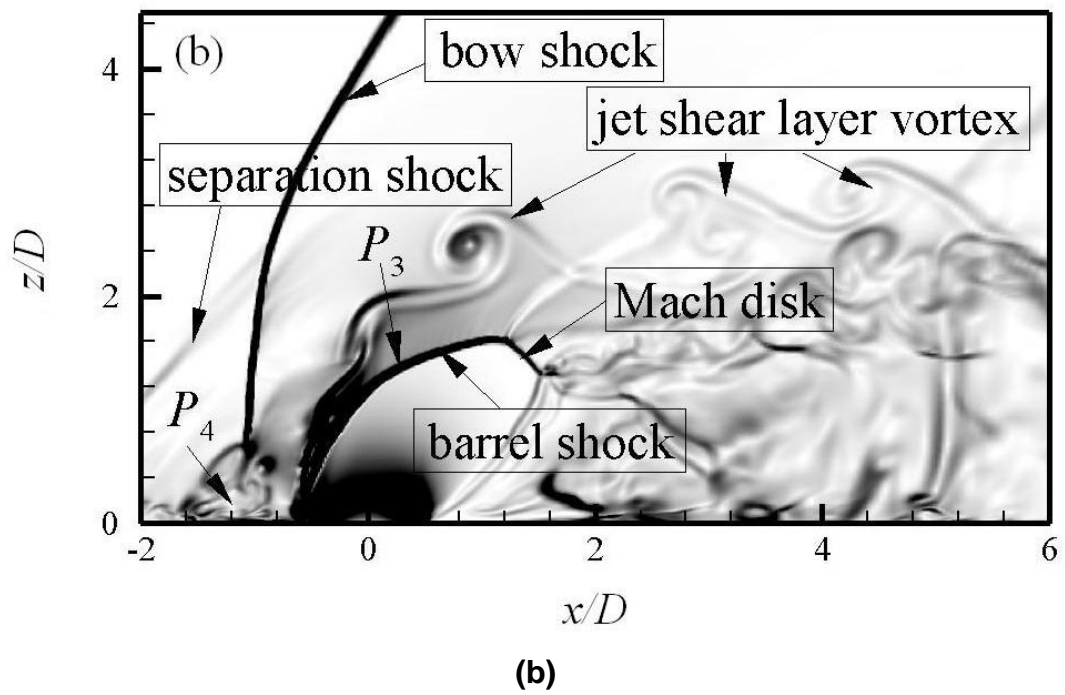 (b)
bow shock
jet shear layer vortex
separation shock
P3
Mach disk
P4
barrel shock
z/D
4
2
0
-2 0 2 4 6
x/D
(b)